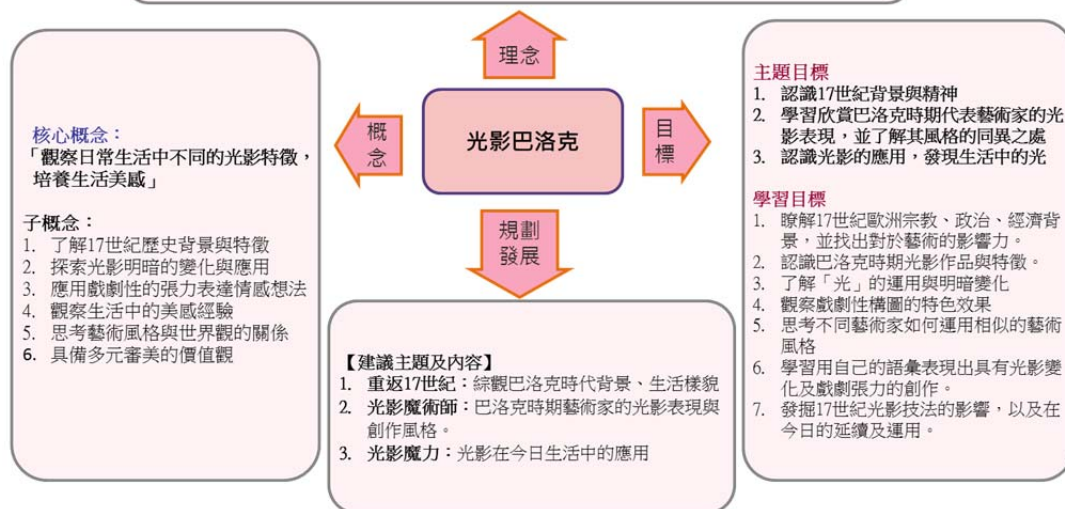 理念
核心概念：
「觀察日常生活中不同的光影特徵，
培養生活美感」
子概念：
1. 了解17世紀歷史背景與特徵
2. 探索光影明暗的變化與應用
3. 應用戲劇性的張力表達情感想法
4. 觀察生活中的美感經驗
5. 思考藝術風格與世界觀的關係
6. 具備多元審美的價值觀
概
念
光影巴洛克
目
標
主題目標
1. 認識17世紀背景與精神
2. 學習欣賞巴洛克時期代表藝術家的光
影表現，並了解其風格的同異之處
3. 認識光影的應用，發現生活中的光
學習目標
1. 瞭解17世紀歐洲宗教、政治、經濟背
景，並找出對於藝術的影響力。
2. 認識巴洛克時期光影作品與特徵。
3. 了解「光」的運用與明暗變化
4. 觀察戲劇性構圖的特色效果
5. 思考不同藝術家如何運用相似的藝術
風格
6. 學習用自己的語彙表現出具有光影變
化及戲劇張力的創作。
7. 發掘17世紀光影技法的影響，以及在
今日的延續及運用。
規劃
發展
【建議主題及內容】
1. 重返17世紀：綜觀巴洛克時代背景、生活樣貌
2. 光影魔術師：巴洛克時期藝術家的光影表現與
創作風格。
3. 光影魔力：光影在今日生活中的應用